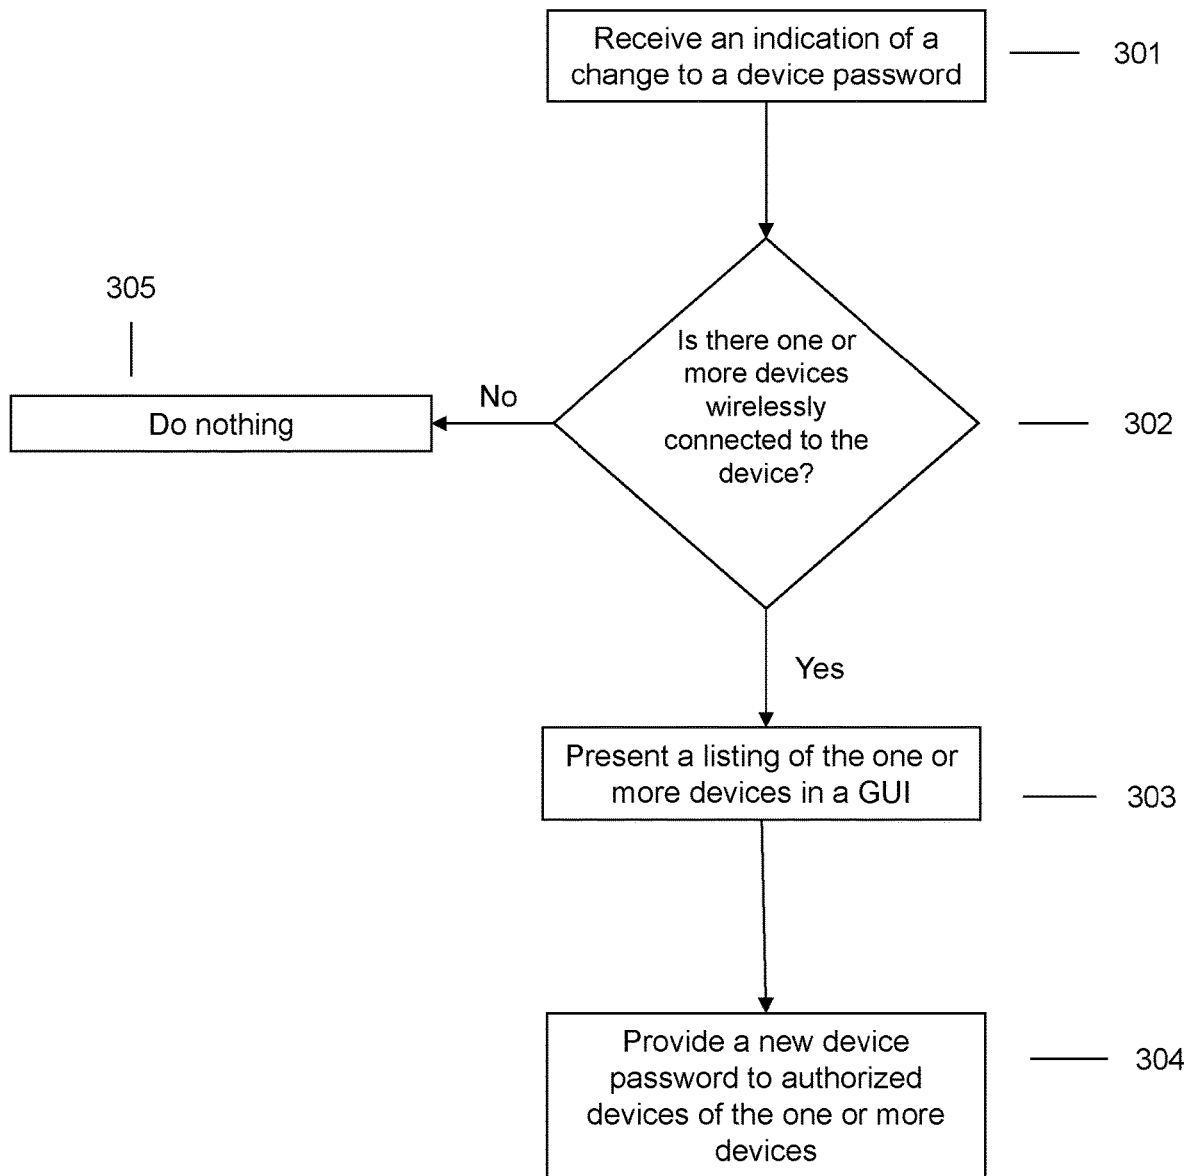 Receive an indication of a
change to a device password
301
305
Is there one or
more devices
wirelessly
connected to the
device?
302
No
Do nothing
Yes
Present a listing of the one or
more devices in a GUI
303
Provide a new device
password to authorized
devices of the one or more
devices
304